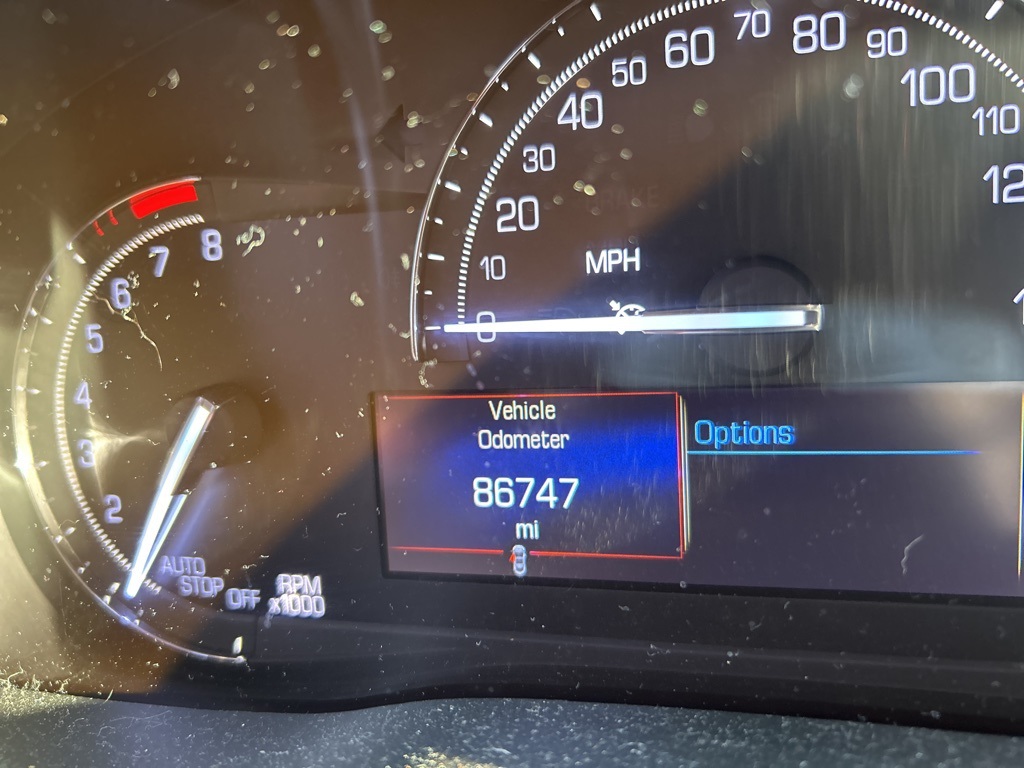 60 70 80
50 90
40 100
30 110
20
10 MPH
0
8
7
6
5
4
3
2
AUTO
STOP OFF RPM
x1000
Vehicle
Odometer
86747
mi
Options